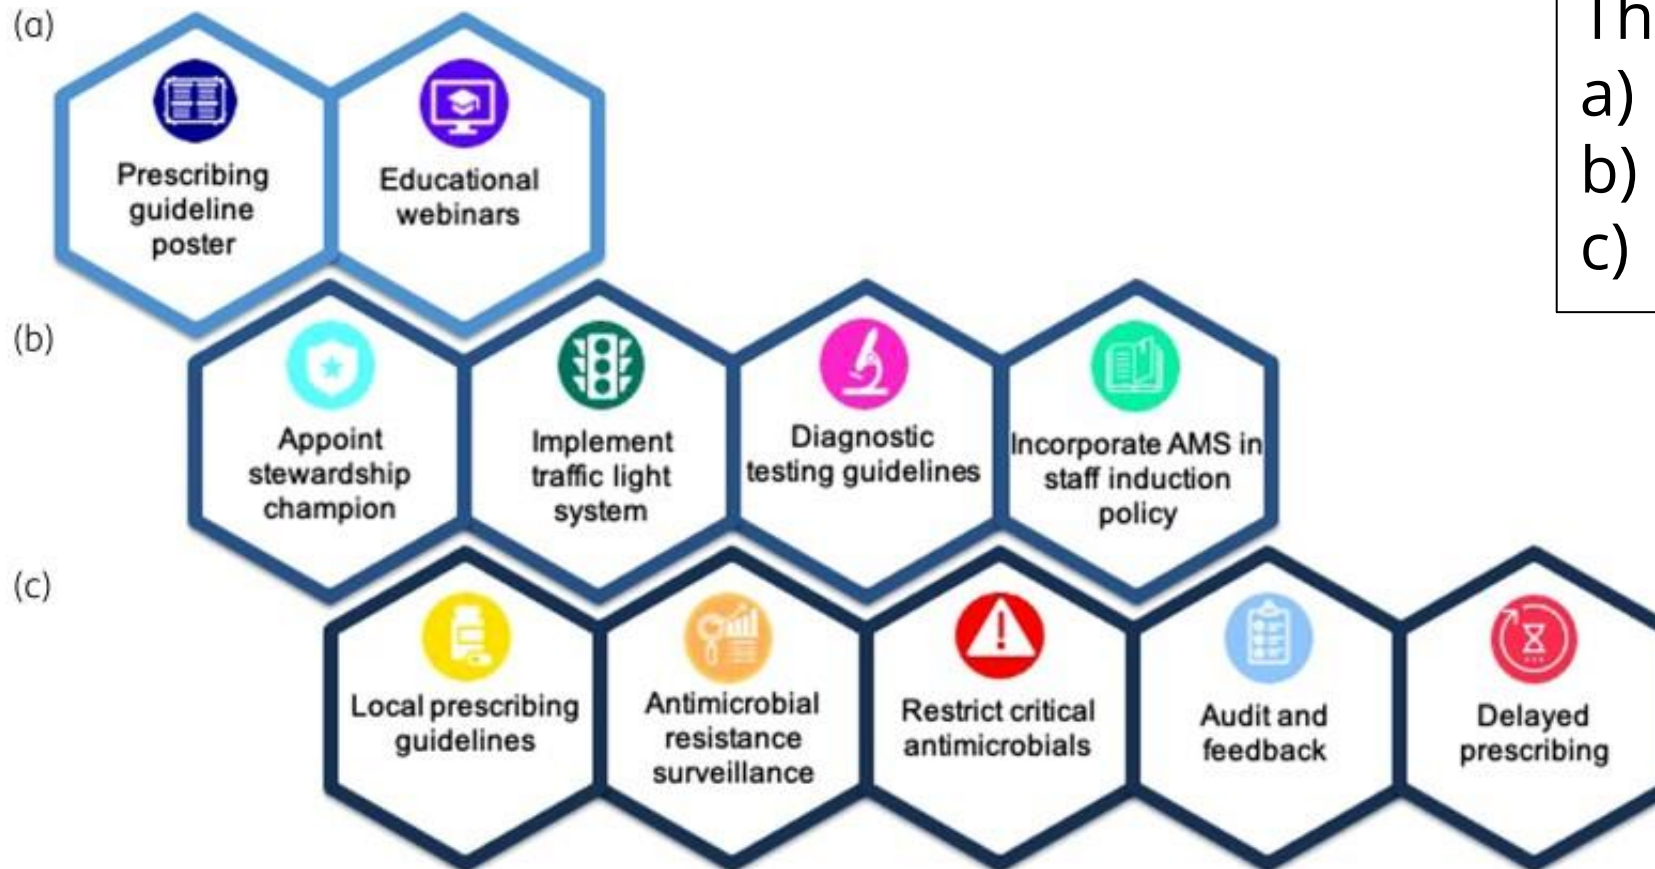 (a)
Prescribing
guideline
poster
Educational
webinars
(b)
Appoint
stewardship
champion
Implement
traffic light
system
Diagnostic
testing guidelines
Incorporate AMS in
staff induction
policy
(c)
Local prescribing
guidelines
Antimicrobial
resistance
surveillance
Restrict critical
antimicrobials
Audit and
feedback
Delayed
prescribing
a)
b)
c)